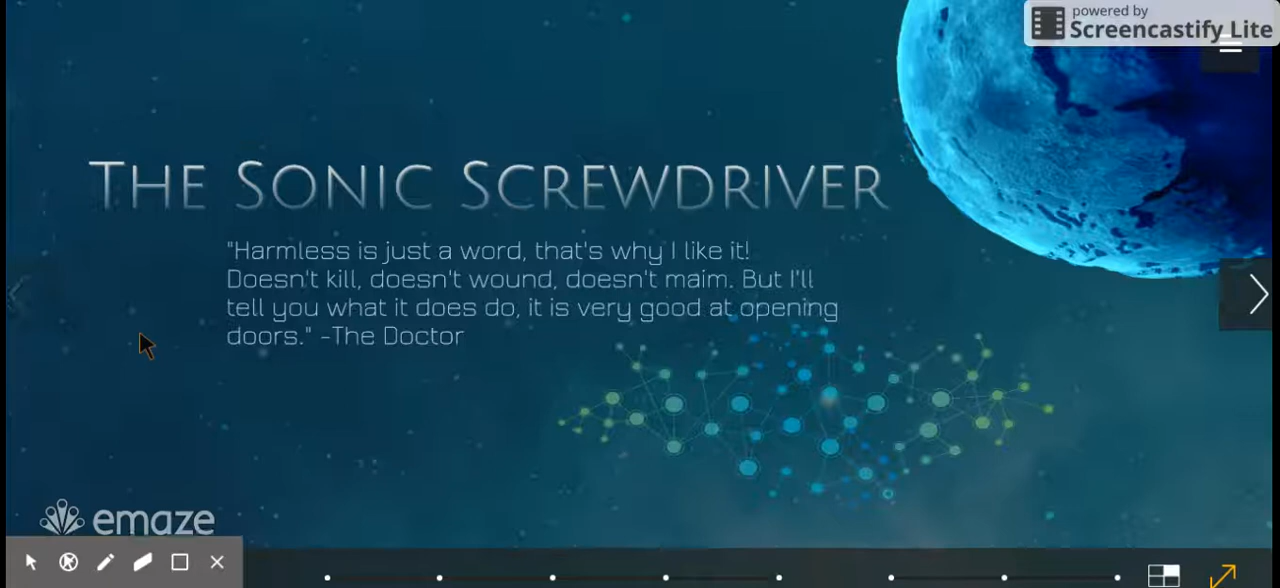 powered by
Screencastify Lite
THE SONIC SCREWDRIVER
"Harmless is just a word, that's why I like it!
Doesn't kill, doesn't wound, doesn't maim. But I'll
tell you what it does do, it is very good at opening
doors." -The Doctor
emaze